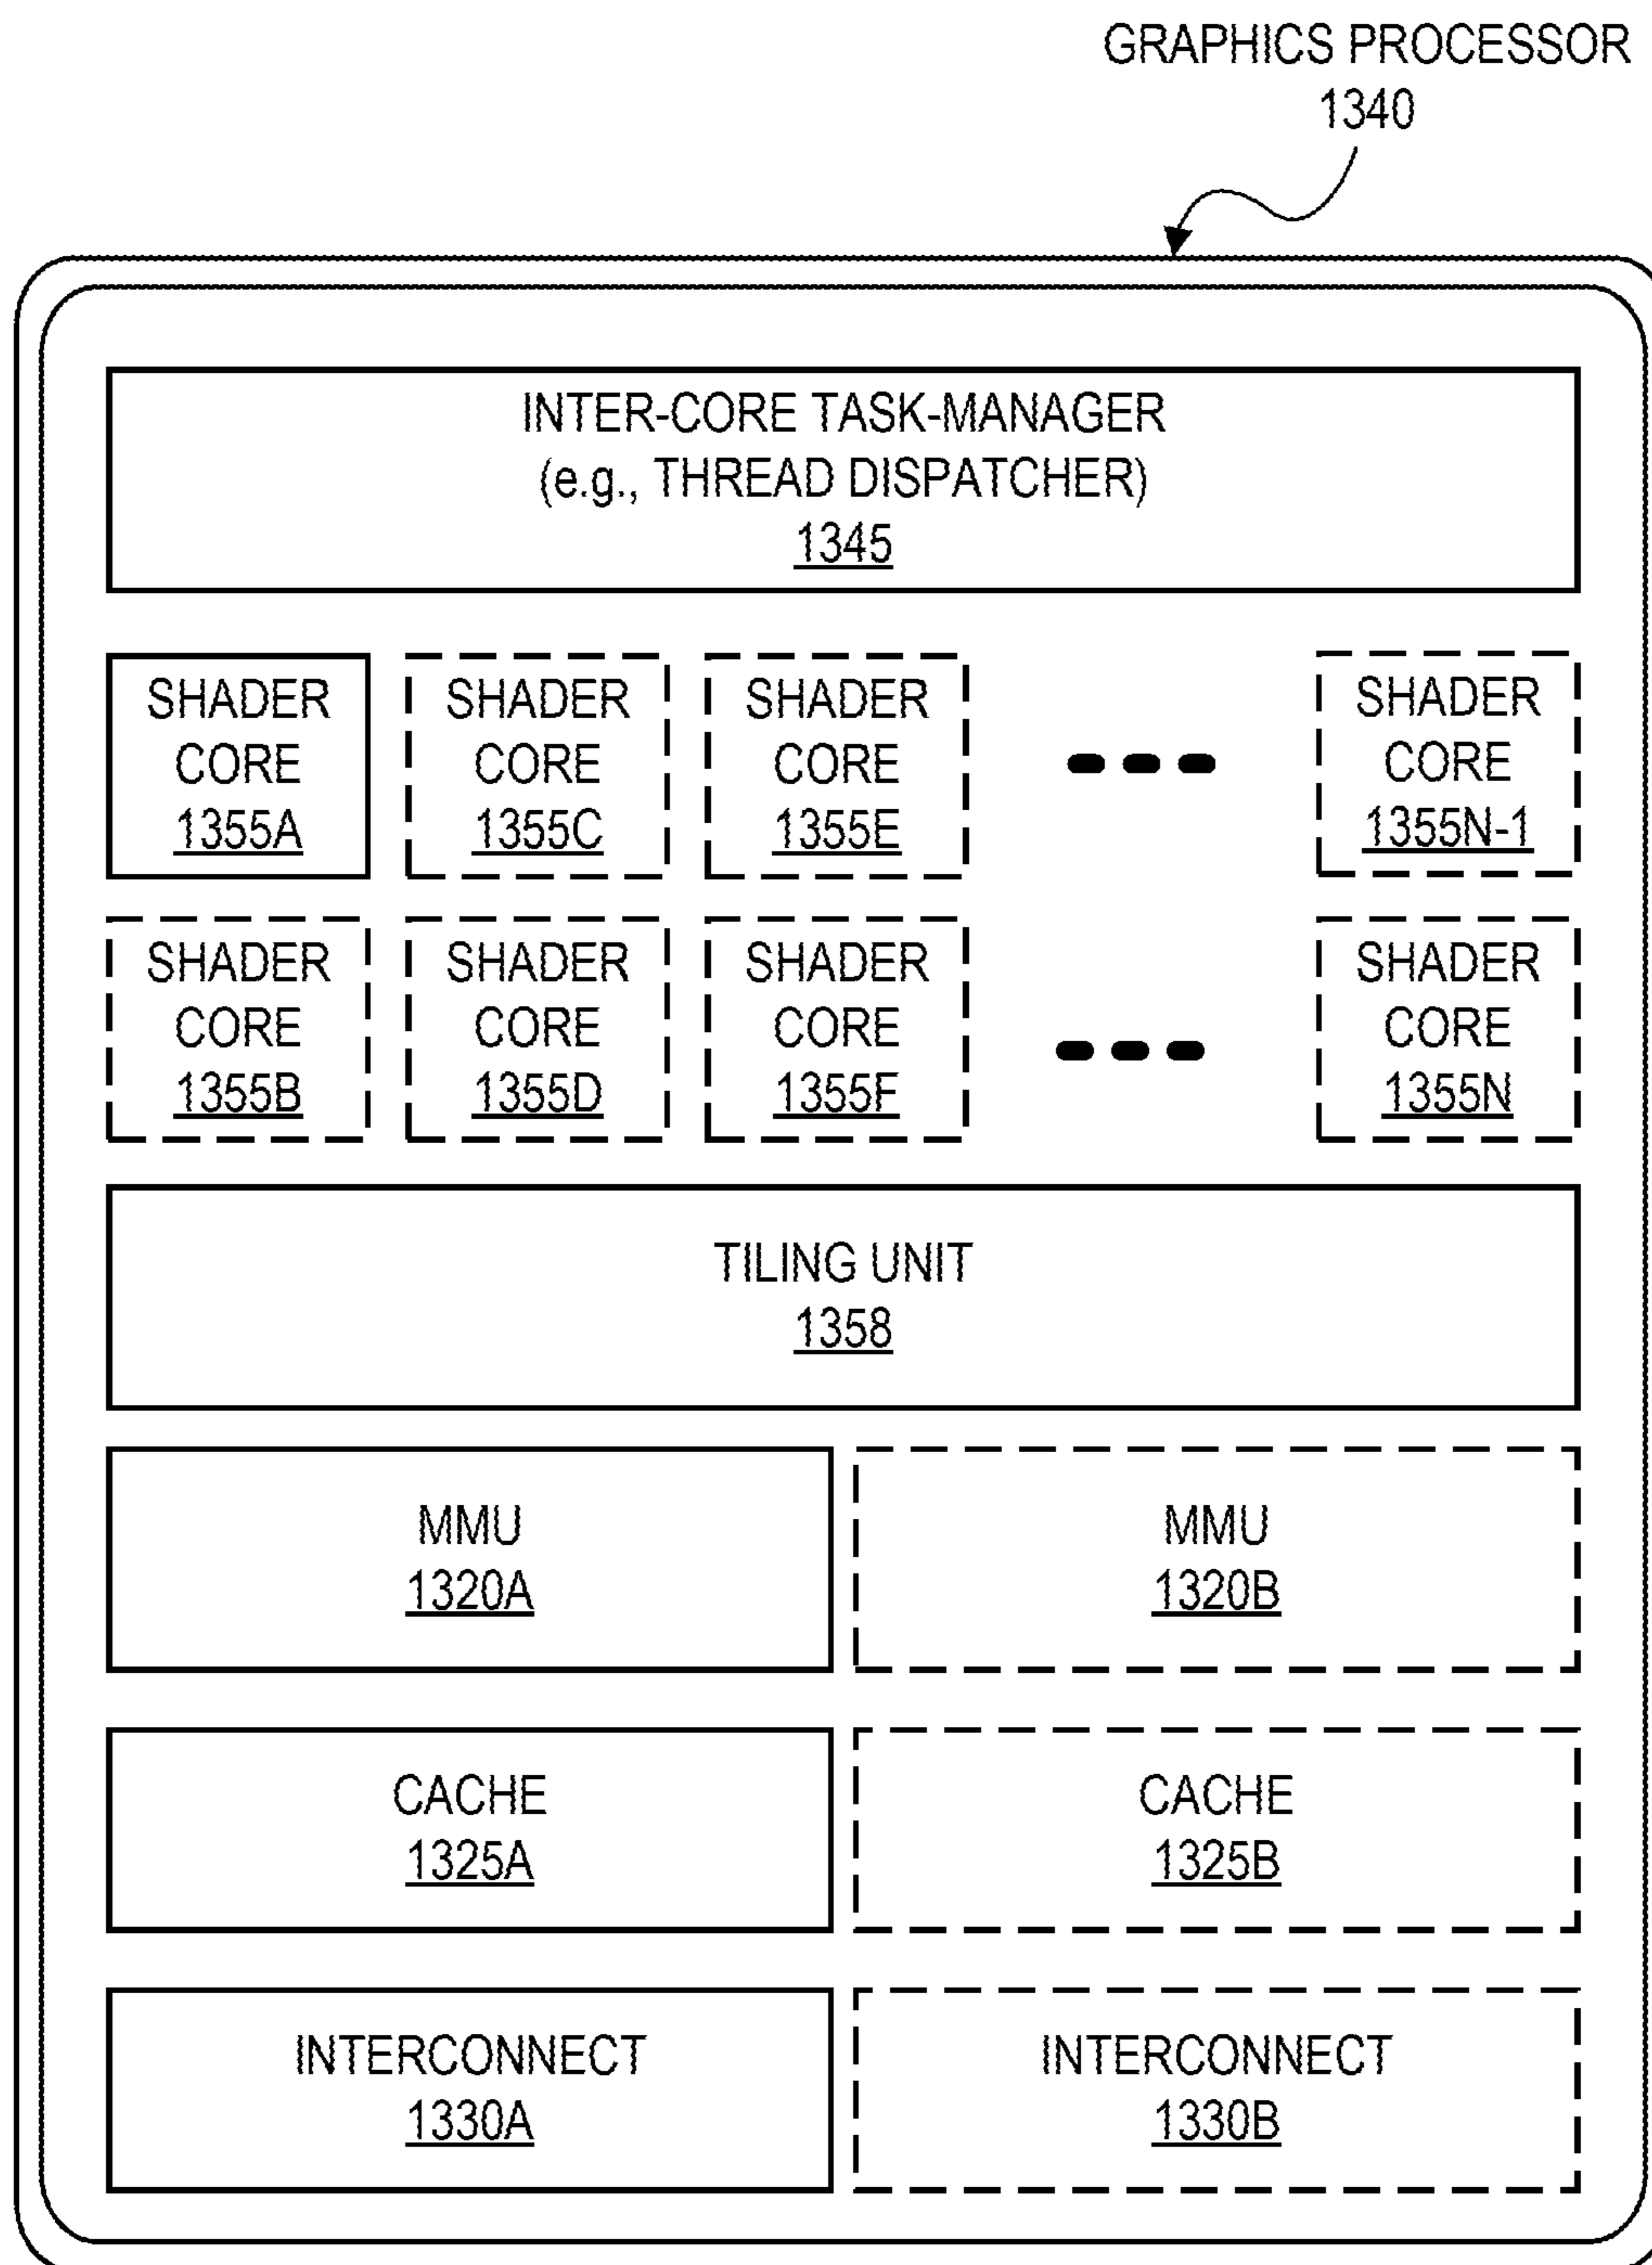 GRAPHICS PROCESSOR
1340
INTER-CORE TASK-MANAGER
(e.g., THREAD DISPATCHER)
1345
SHADER
CORE
1355A
SHADER
CORE
1355C
SHADER
CORE
1355E
SHADER
CORE
1355N-1
SHADER
CORE
1355B
SHADER
CORE
1355D
SHADER
CORE
1355F
SHADER
CORE
1355N
TILING UNIT
1358
MMU
1320A
MMU
1320B
CACHE
1325A
CACHE
1325B
INTERCONNECT
1330A
INTERCONNECT
1330B